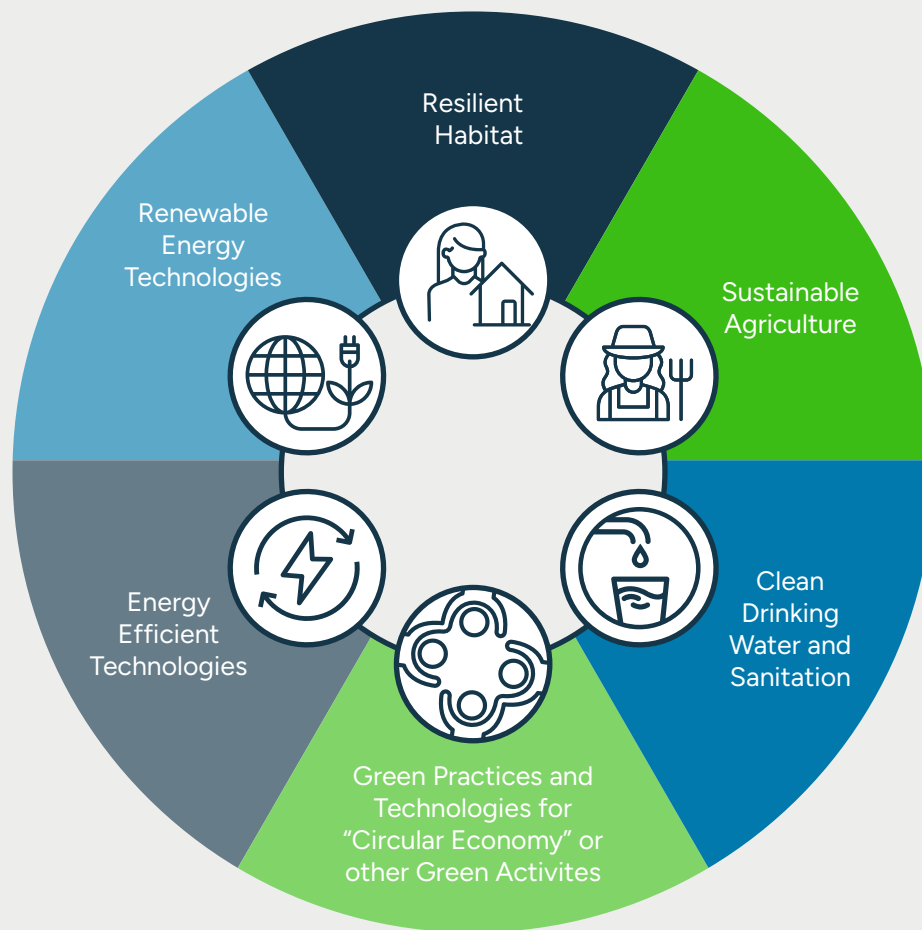 Resilient
Habitat
Sustainable
Agriculture
Clean
Drinking
Water and
Sanitation
Green Practices and
Technologies for
“Circular Economy” or
other Green Activites
Energy
Efficient
Technologies
Renewable
Energy
Technologies